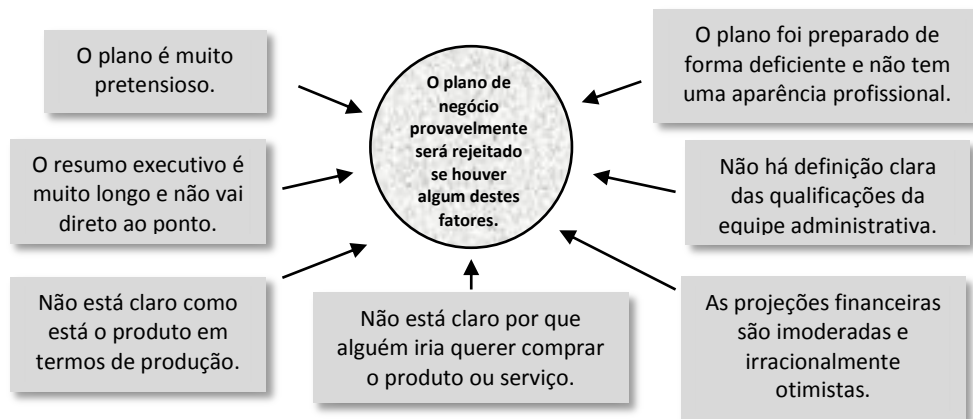 O plano é muito
pretensioso.
O plano de
negócio
provavelmente
será rejeitado
se houver
algum destes
fatores.
O plano foi preparado de
forma deficiente e não tem
uma aparência profissional.
O resumo executivo é
muito longo e não vai
direto ao ponto.
Não há definição clara
das qualificações da
equipe administrativa.
Não está claro como
está o produto em
termos de produção.
Não está claro por que
alguém iria querer comprar
o produto ou serviço.
As projeções financeiras
são imoderadas e
irracionalmente
otimistas.